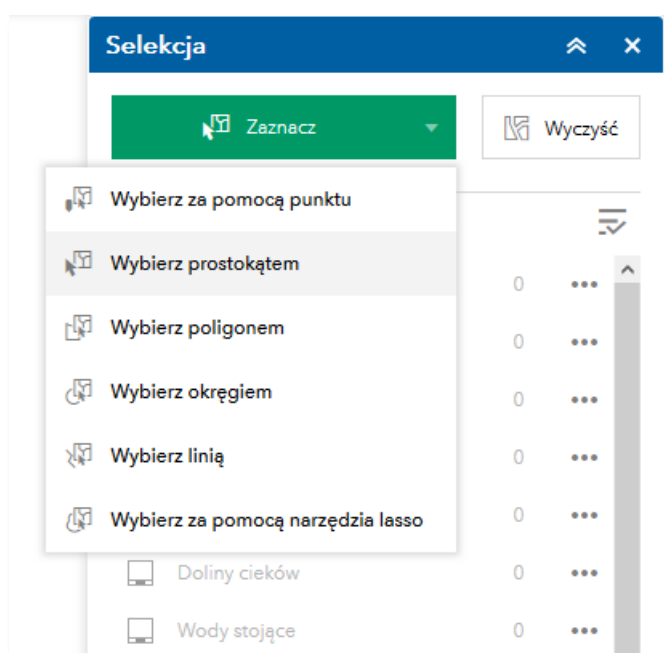 Selekcja
Zaznacz
Wyczyść
Wybierz za pomocą punktu
Wybierz prostokątem
0
Wybierz poligonem
0
Wybierz okręgiem
0
Wybierz linią
0
Wybierz za pomocą narzędzia lasso
0
Doliny cieków 0
Wody stojące 0